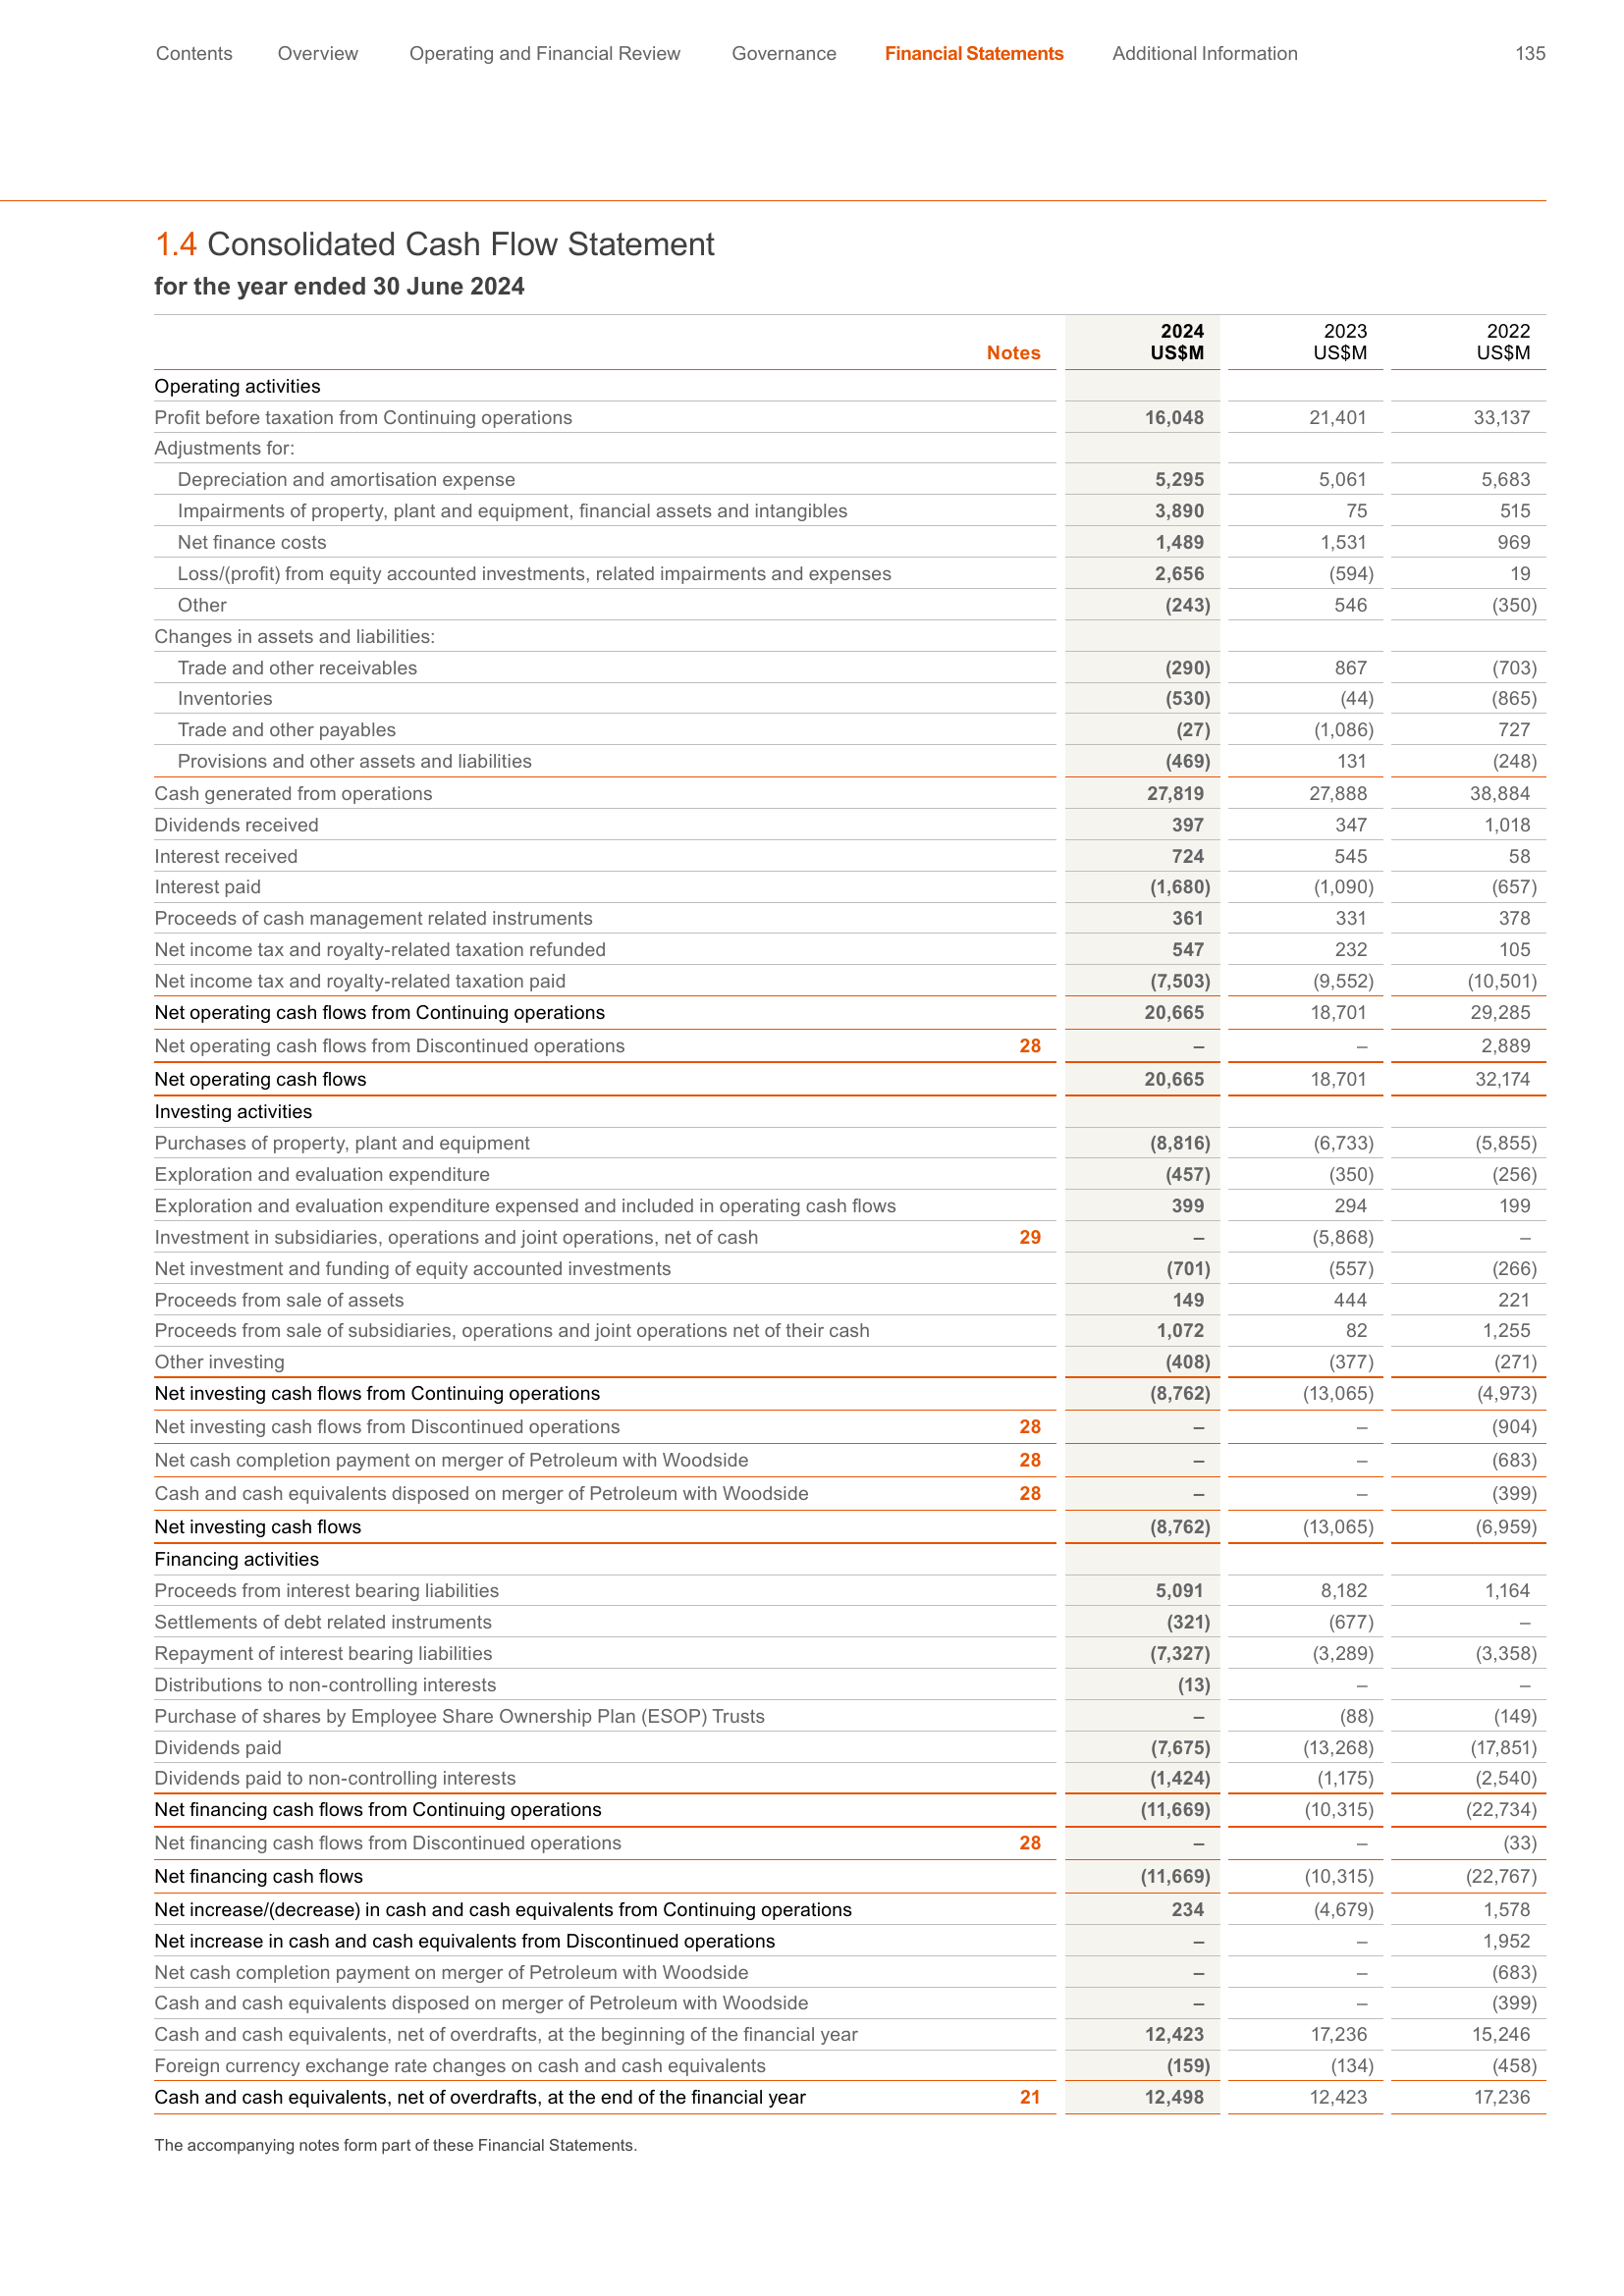 Contents Overview Operating and Financial Review Governance Financial Statements Additional Information 135
1.4 Consolidated Cash Flow Statement
for the year ended 30 June 2024
Notes 2024 US$M 2023 US$M 2022 US$M
Operating activities
Profit before taxation from Continuing operations 16,048 21,401 33,137
Adjustments for:
Depreciation and amortisation expense 5,295 5,061 5,683
Impairments of property, plant and equipment, financial assets and intangibles 3,890 75 515
Net finance costs 1,489 1,531 969
Loss/(profit) from equity accounted investments, related impairments and expenses 2,656 (594) 19
Other (243) 546 (350)
Changes in assets and liabilities:
Trade and other receivables (290) 867 (703)
Inventories (530) (44) (865)
Trade and other payables (27) (1,086) 727
Provisions and other assets and liabilities (469) 131 (248)
Cash generated from operations 27,819 27,888 38,884
Dividends received 397 347 1,018
Interest received 724 545 58
Interest paid (1,680) (1,090) (657)
Proceeds of cash management related instruments 361 331 378
Net income tax and royalty-related taxation refunded 547 232 105
Net income tax and royalty-related taxation paid (7,503) (9,552) (10,501)
Net operating cash flows from Continuing operations 20,665 18,701 29,285
Net operating cash flows from Discontinued operations 28 – – 2,889
Net operating cash flows 20,665 18,701 32,174
Investing activities
Purchases of property, plant and equipment (8,816) (6,733) (5,855)
Exploration and evaluation expenditure (457) (350) (256)
Exploration and evaluation expenditure expensed and included in operating cash flows 399 294 199
Investment in subsidiaries, operations and joint operations, net of cash 29 – (5,868) –
Net investment and funding of equity accounted investments (701) (557) (266)
Proceeds from sale of assets 149 444 221
Proceeds from sale of subsidiaries, operations and joint operations net of their cash 1,072 82 1,255
Other investing (408) (377) (271)
Net investing cash flows from Continuing operations (8,762) (13,065) (4,973)
Net investing cash flows from Discontinued operations 28 – – (904)
Net cash completion payment on merger of Petroleum with Woodside 28 – – (683)
Cash and cash equivalents disposed on merger of Petroleum with Woodside 28 – – (399)
Net investing cash flows (8,762) (13,065) (6,959)
Financing activities
Proceeds from interest bearing liabilities 5,091 8,182 1,164
Settlements of debt related instruments (321) (677) –
Repayment of interest bearing liabilities (7,327) (3,289) (3,358)
Distributions to non-controlling interests (13) – –
Purchase of shares by Employee Share Ownership Plan (ESOP) Trusts – (88) (149)
Dividends paid (7,675) (13,268) (17,851)
Dividends paid to non-controlling interests (1,424) (1,175) (2,540)
Net financing cash flows from Continuing operations (11,669) (10,315) (22,734)
Net financing cash flows from Discontinued operations 28 – – (33)
Net financing cash flows (11,669) (10,315) (22,767)
Net increase/(decrease) in cash and cash equivalents from Continuing operations 234 (4,679) 1,578
Net increase in cash and cash equivalents from Discontinued operations – – 1,952
Net cash completion payment on merger of Petroleum with Woodside – – (683)
Cash and cash equivalents disposed on merger of Petroleum with Woodside – – (399)
Cash and cash equivalents, net of overdrafts, at the beginning of the financial year 12,423 17,236 15,246
Foreign currency exchange rate changes on cash and cash equivalents (159) (134) (458)
Cash and cash equivalents, net of overdrafts, at the end of the financial year 21 12,498 12,423 17,236
The accompanying notes form part of these Financial Statements.